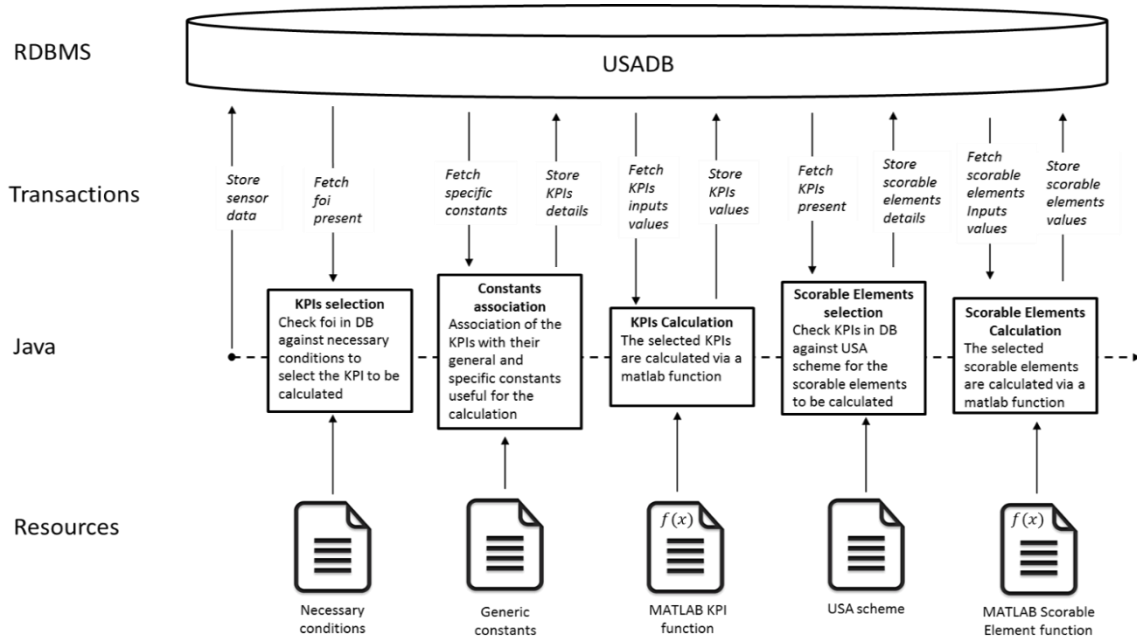 RDBMS
USADB
Transactions
Store
sensor
data
Fetch
foi
present
Fetch
specific
constants
Store
KPIs
details
Fetch
KPIs
inputs
values
Store
KPIs
values
Fetch
KPIs
present
Store
scorable
elements
details
Fetch
scorable
elements
Inputs
values
Store
scorable
elements
values
Java
KPIs selection
Check foi in DB
against necessary
conditions to
select the KPI to be
calculated
Constants
association
Association of the
KPIs with their
general and
specific constants
useful for the
calculation
KPIs Calculation
The selected KPIs
are calculated via a
matlab function
Scorable Elements
selection
Check KPIs in DB
against USA
scheme for the
scorable elements
to be calculated
Scorable Elements
Calculation
The selected
scorable elements
are calculated via a
matlab function
Resources
f(x)
f(x)
Necessary
conditions
Generic
constants
MATLAB KPI
function
USA scheme
MATLAB Scorable
Element function